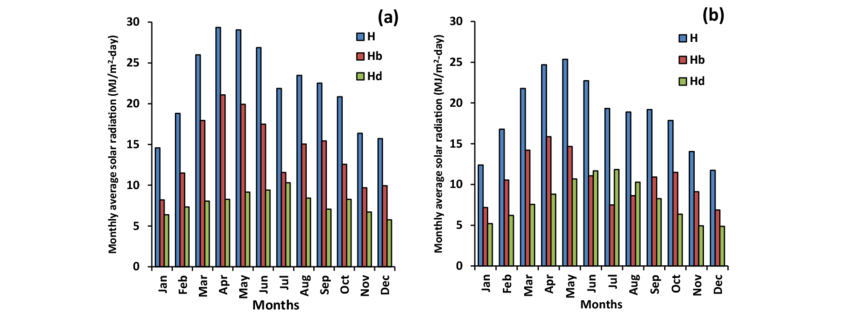 (a)
Monthly average solar radiation (MJ/m²-day)
30
25
20
15
10
5
0
H
Hb
Hd
Jan Feb Mar Apr May Jun Jul Aug Sep Oct Nov Dec
Months
(b)
Monthly average solar radiation (MJ/m²-day)
30
25
20
15
10
5
0
H
Hb
Hd
Jan Feb Mar Apr May Jun Jul Aug Sep Oct Nov Dec
Months